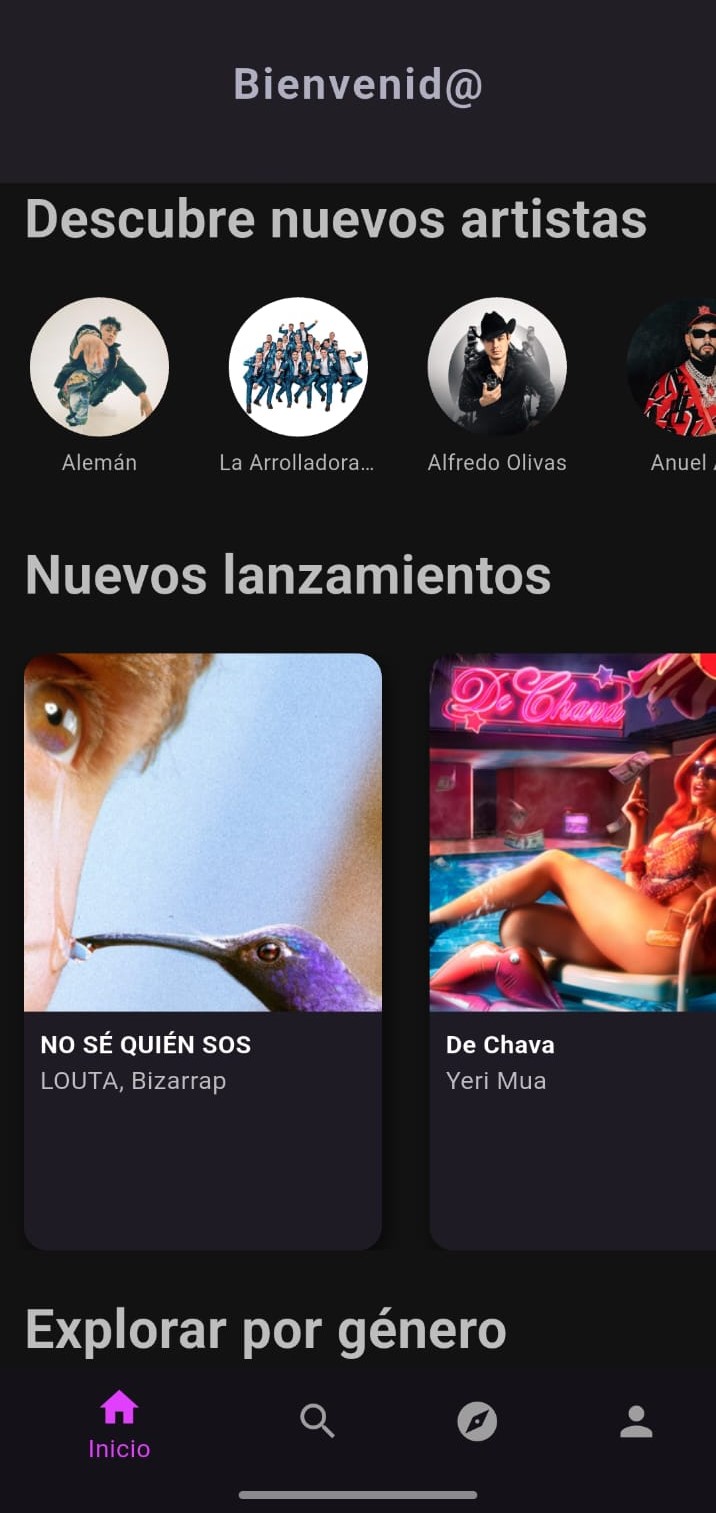 Bienvenid@
Descubre nuevos artistas
Alemán
La Arrolladora…
Alfredo Olivas
Anuel
Nuevos lanzamientos
De Chava
NO SÉ QUIÉN SOS
LOUTA, Bizarrap
De Chava
Yeri Mua
Explorar por género
Inicio